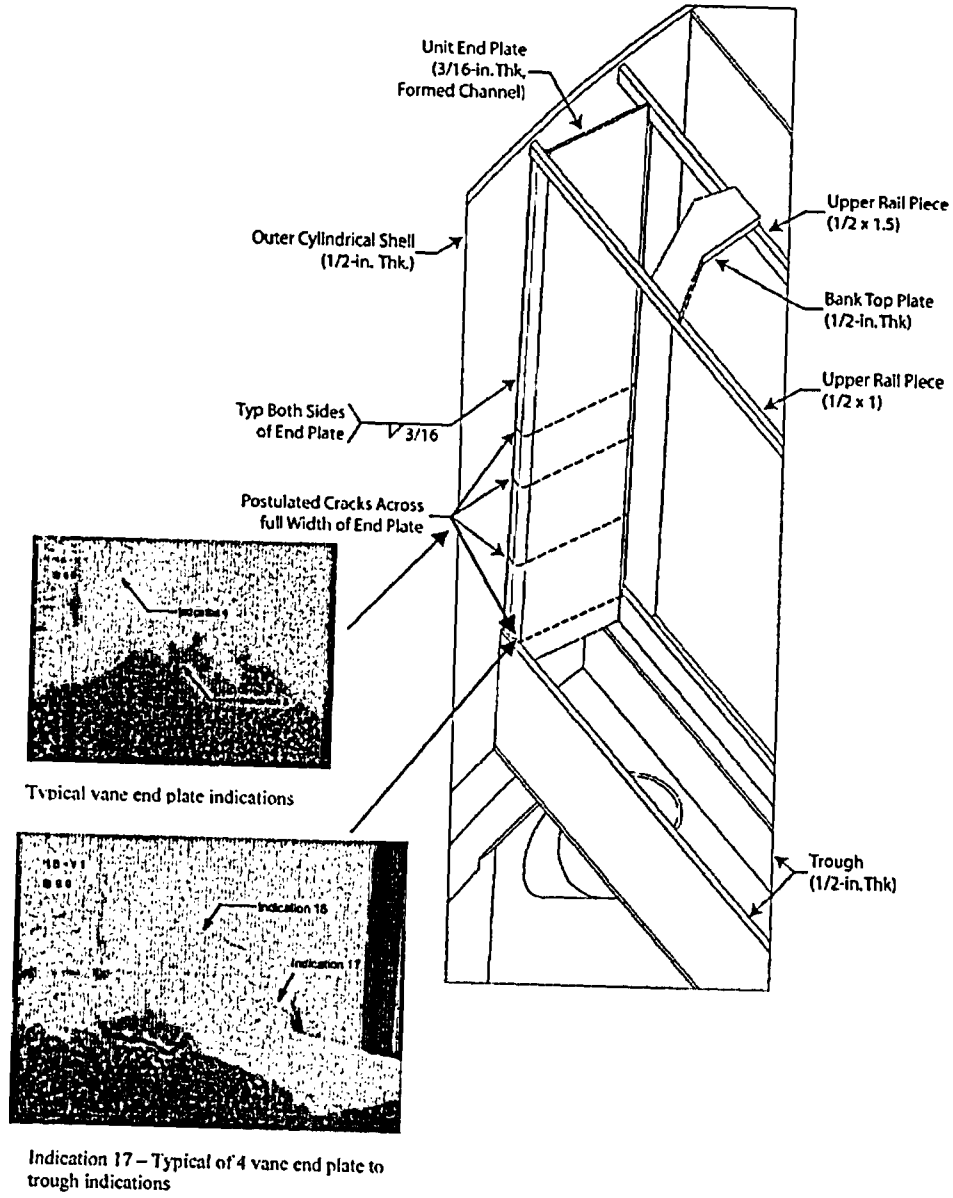 Unit End Plate
(3/16-in. Thk,
Formed Channel)
Upper Rail Piece
(1/2 x 1.5)
Outer Cylindrical Shell
(1/2-in. Thk.)
Bank Top Plate
(1/2-in. Thk)
Upper Rail Piece
(1/2 x 1)
Typ Both Sides
of End Plate
3/16
Postulated Cracks Across
full Width of End Plate
Typical vane end plate indications
Trough
(1/2-in. Thk)
Indication 16
Indication 17
Indication 17 – Typical of 4 vane end plate to
trough indications